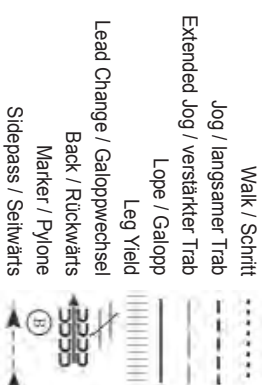 Walk / Schritt
Jog / langsamer Trab
Extended Jog / verstärkter Trab
Lope / Galopp
Leg Yield
Lead Change / Galoppwechsel
Back / Rückwärts
Marker / Pylone
B
Sidepass / Seitwärts